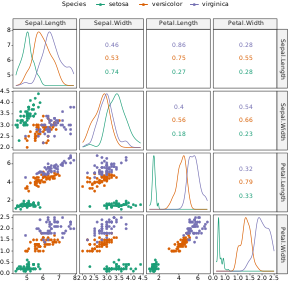 Species setosa versicolor virginica
Sepal.Length Sepal.Width Petal.Length Petal.Width
8
7
6
5
0.46 0.86 0.28
0.53 0.75 0.55
0.74 0.27 0.28
Sepal.Length
4.5
4.0
3.5
3.0
2.5
2.0
0.4 0.54
0.56 0.66
0.18 0.23
Sepal.Width
6
4
2
0.32
0.79
0.33
Petal.Length
2.5
2.0
1.5
1.0
0.5
0.0
Petal.Width
5 6 7 8 2.0 2.5 3.0 3.5 4.0 4.5 2 4 6 0.0 0.5 1.0 1.5 2.0 2.5